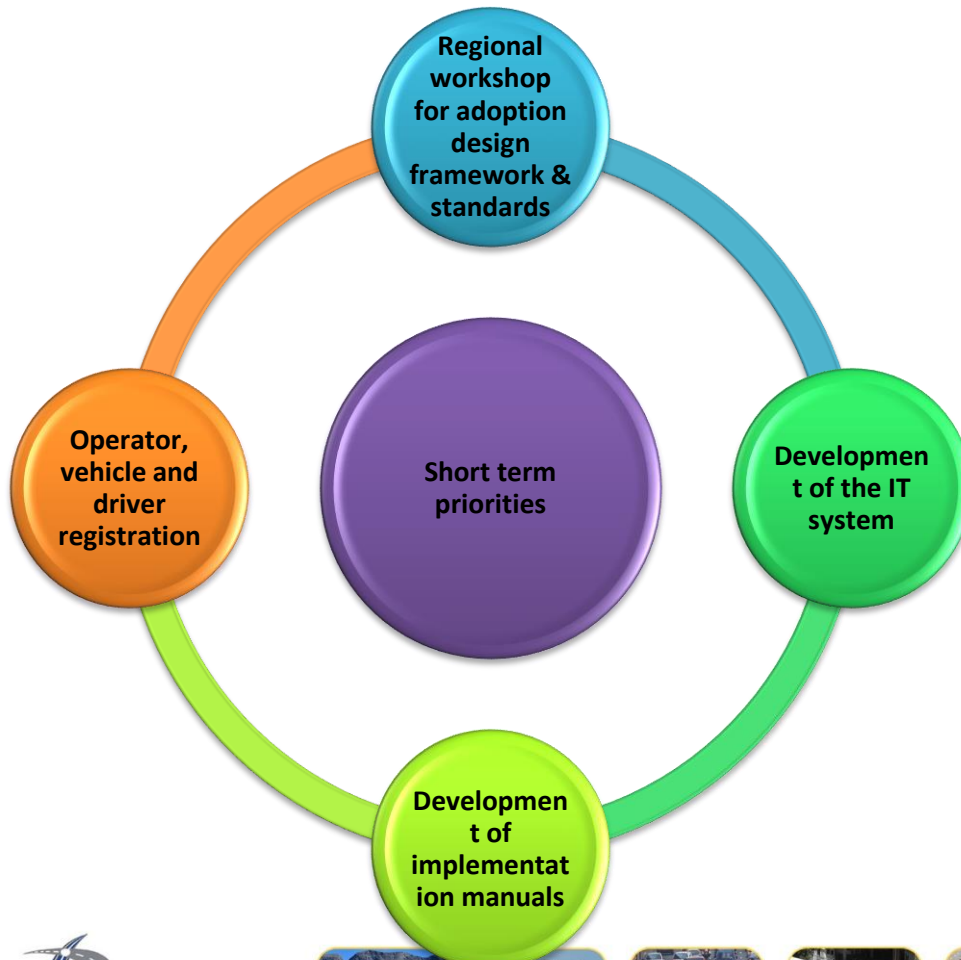 Regional
workshop
for adoption
design
framework &
standards
Operator,
vehicle and
driver
registration
Short term
priorities
Developmen
t of the IT
system
Developmen
t of
implementat
ion manuals